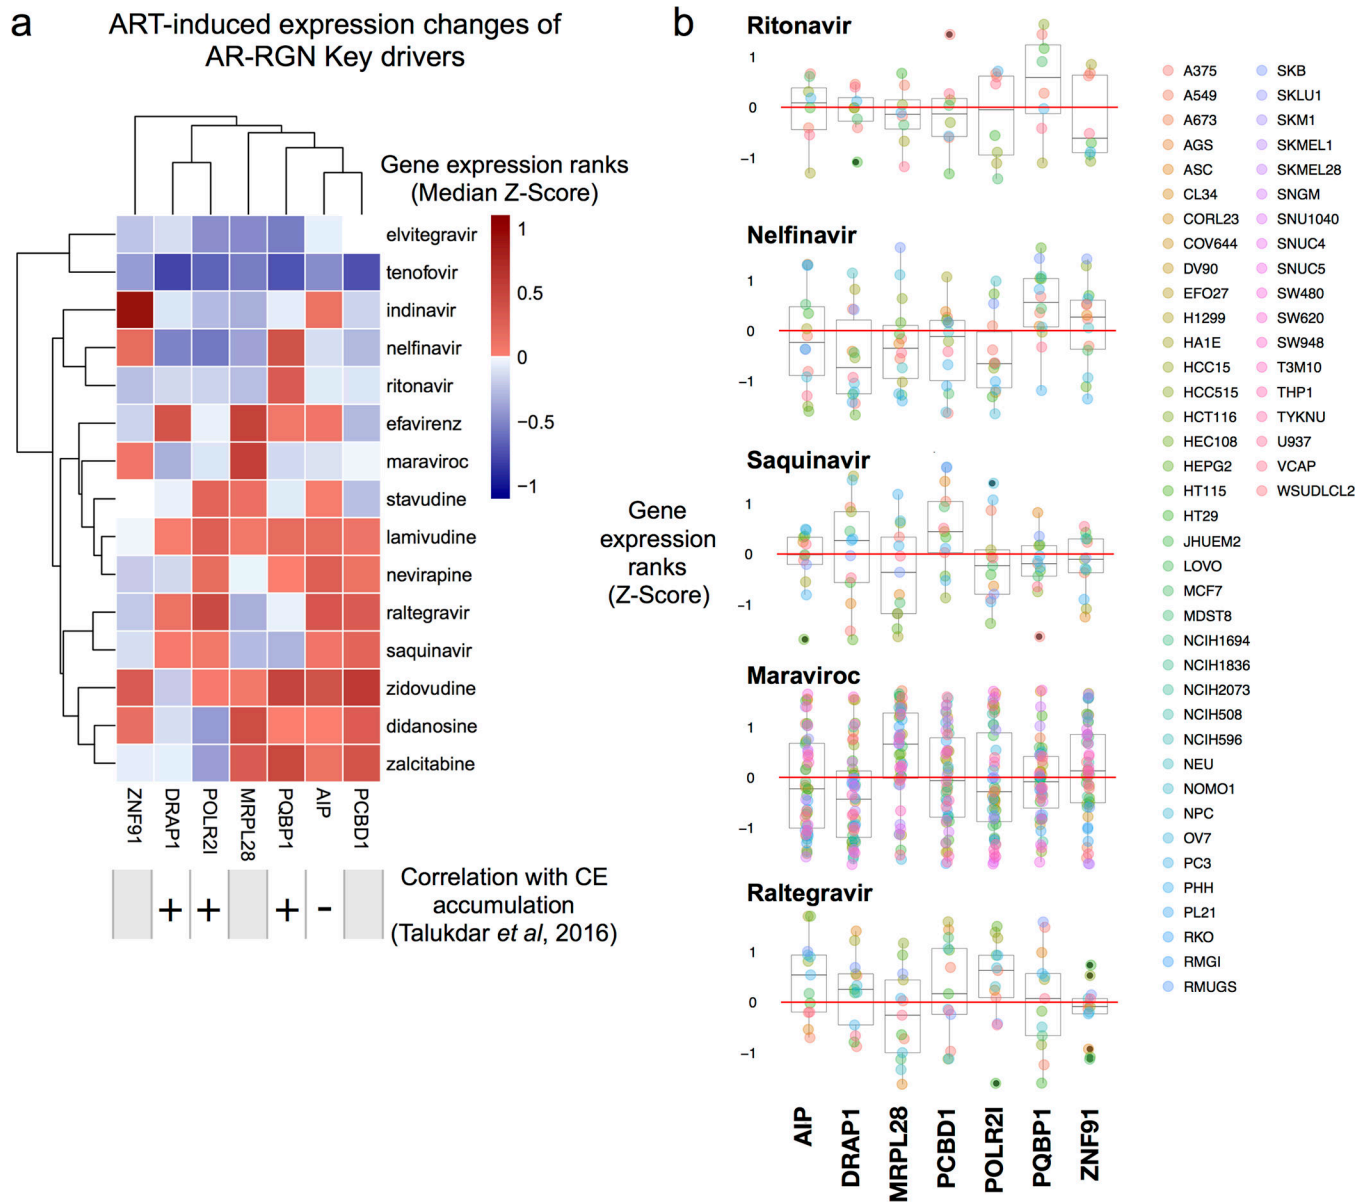 a
ART-induced expression changes of
AR-RGN Key drivers
Gene expression ranks
(Median Z-Score)
1
0.5
0
−0.5
−1
elvitegravir
tenofovir
indinavir
nelfinavir
ritonavir
efavirenz
maraviroc
stavudine
lamivudine
nevirapine
raltegravir
saquinavir
zidovudine
didanosine
zalcitabine
ZNF91
DRAP1
POLR2I
MRPL28
PQBP1
AIP
PCBD1
+
+
+
-
Correlation with CE
accumulation
(Talukdar et al, 2016)
b
Gene
expression
ranks
(Z-Score)
Ritonavir
1
0
−1
Nelfinavir
1
0
−1
Saquinavir
1
0
−1
Maraviroc
1
0
−1
Raltegravir
1
0
−1
AIP
DRAP1
MRPL28
PCBD1
POLR2I
PQBP1
ZNF91
A375
A549
A673
AGS
ASC
CL34
CORL23
COV644
DV90
EFO27
H1299
HA1E
HCC15
HCC515
HCT116
HEC108
HEPG2
HT115
HT29
JHUEM2
LOVO
MCF7
MDST8
NCIH1694
NCIH1836
NCIH2073
NCIH508
NCIH596
NEU
NOMO1
NPC
OV7
PC3
PHH
PL21
RKO
RMGI
RMUGS
SKB
SKLU1
SKM1
SKMEL1
SKMEL28
SNGM
SNU1040
SNUC4
SNUC5
SW480
SW620
SW948
T3M10
THP1
TYKNU
U937
VCAP
WSUDLCL2